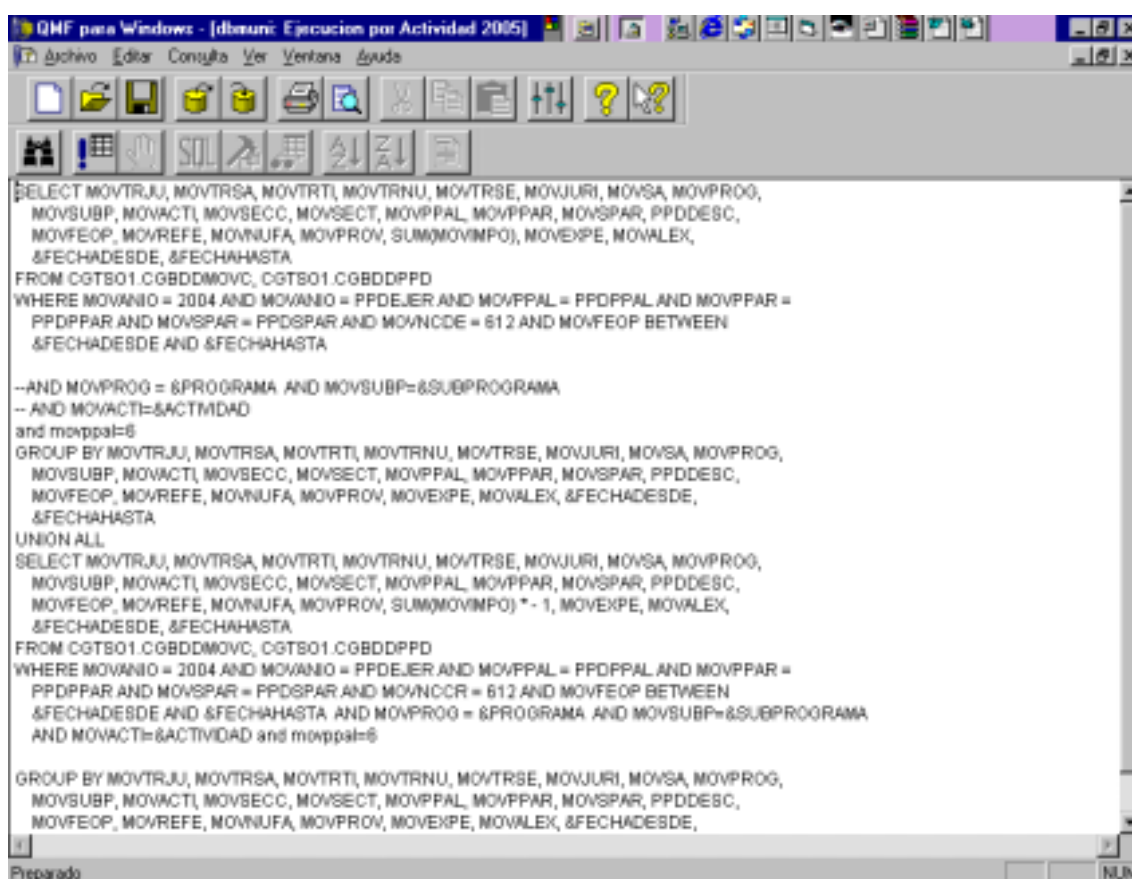 QMF para Windows - [dbmuni: Ejecucion por Actividad 2005]
Archivo Editar Consulta Ver Ventana Ayuda
SQL
SELECT MOVTRJU, MOVTRSA, MOVTRTI, MOVTRNU, MOVTRSE, MOVJURI, MOVSA, MOVPROG,
MOVSUBP, MOVACTI, MOVSECC, MOVSECT, MOVPPAL, MOVPPAR, MOVSPAR, PPDDESC,
MOVFEOP, MOVREFE, MOVNUFA, MOVPROV, SUM(MOVIMPO), MOVEXPE, MOVALEX,
&FECHADESDE, &FECHAHASTA
FROM CGTSO1.CGBDDMOVC, CGTSO1.CGBDDPPD
WHERE MOVANIO = 2004 AND MOVANIO = PPDEJER AND MOVPPAL = PPDPPAL AND MOVPPAR =
PPDPPAR AND MOVSPAR = PPDSPAR AND MOVNCDE = 612 AND MOVFEOP BETWEEN
&FECHADESDE AND &FECHAHASTA
--AND MOVPROG = &PROGRAMA AND MOVSUBP=&SUBPROGRAMA
-- AND MOVACTI=&ACTIVIDAD
and movppal=6
GROUP BY MOVTRJU, MOVTRSA, MOVTRTI, MOVTRNU, MOVTRSE, MOVJURI, MOVSA, MOVPROG,
MOVSUBP, MOVACTI, MOVSECC, MOVSECT, MOVPPAL, MOVPPAR, MOVSPAR, PPDDESC,
MOVFEOP, MOVREFE, MOVNUFA, MOVPROV, MOVEXPE, MOVALEX, &FECHADESDE,
&FECHAHASTA
UNION ALL
SELECT MOVTRJU, MOVTRSA, MOVTRTI, MOVTRNU, MOVTRSE, MOVJURI, MOVSA, MOVPROG,
MOVSUBP, MOVACTI, MOVSECC, MOVSECT, MOVPPAL, MOVPPAR, MOVSPAR, PPDDESC,
MOVFEOP, MOVREFE, MOVNUFA, MOVPROV, SUM(MOVIMPO) * - 1, MOVEXPE, MOVALEX,
&FECHADESDE, &FECHAHASTA
FROM CGTSO1.CGBDDMOVC, CGTSO1.CGBDDPPD
WHERE MOVANIO = 2004 AND MOVANIO = PPDEJER AND MOVPPAL = PPDPPAL AND MOVPPAR =
PPDPPAR AND MOVSPAR = PPDSPAR AND MOVNCCR = 612 AND MOVFEOP BETWEEN
&FECHADESDE AND &FECHAHASTA AND MOVPROG = &PROGRAMA AND MOVSUBP=&SUBPROGRAMA
AND MOVACTI=&ACTIVIDAD and movppal=6
GROUP BY MOVTRJU, MOVTRSA, MOVTRTI, MOVTRNU, MOVTRSE, MOVJURI, MOVSA, MOVPROG,
MOVSUBP, MOVACTI, MOVSECC, MOVSECT, MOVPPAL, MOVPPAR, MOVSPAR, PPDDESC,
MOVFEOP, MOVREFE, MOVNUFA, MOVPROV, MOVEXPE, MOVALEX, &FECHADESDE,
Preparado